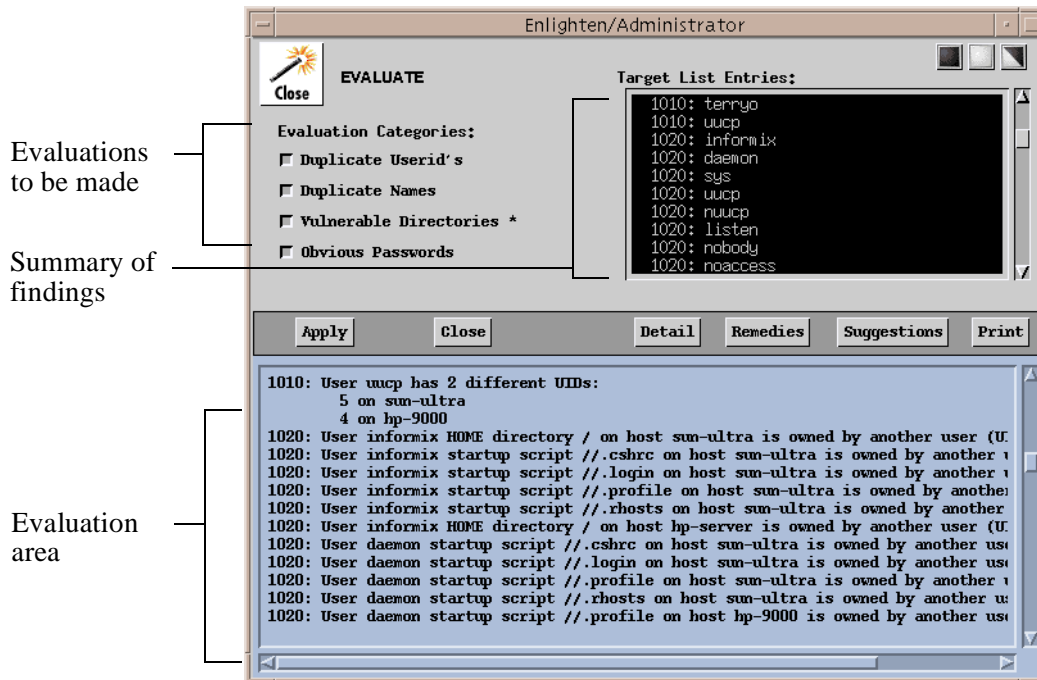 Enlighten/Administrator
Close
EVALUATE
Target List Entries:
1010: terryo
1010: uucp
1020: informix
1020: daemon
1020: sys
1020: uucp
1020: nuucp
1020: listen
1020: nobody
1020: noaccess
Evaluations
to be made
Evaluation Categories:
Duplicate Userid's
Duplicate Names
Vulnerable Directories *
Obvious Passwords
Summary of
findings
Apply Close Detail Remedies Suggestions Print
1010: User uucp has 2 different UIDs:
5 on sun-ultra
4 on hp-9000
1020: User informix HOME directory / on host sun-ultra is owned by another user (U
1020: User informix startup script //.cshrc on host sun-ultra is owned by another
1020: User informix startup script //.login on host sun-ultra is owned by another
1020: User informix startup script //.profile on host sun-ultra is owned by another
1020: User informix startup script //.rhosts on host sun-ultra is owned by another
1020: User informix HOME directory / on host hp-server is owned by another user (U
1020: User daemon startup script //.cshrc on host sun-ultra is owned by another use
1020: User daemon startup script //.login on host sun-ultra is owned by another use
1020: User daemon startup script //.profile on host sun-ultra is owned by another
1020: User daemon startup script //.rhosts on host sun-ultra is owned by another u
1020: User daemon startup script //.profile on host hp-9000 is owned by another use
Evaluation
area